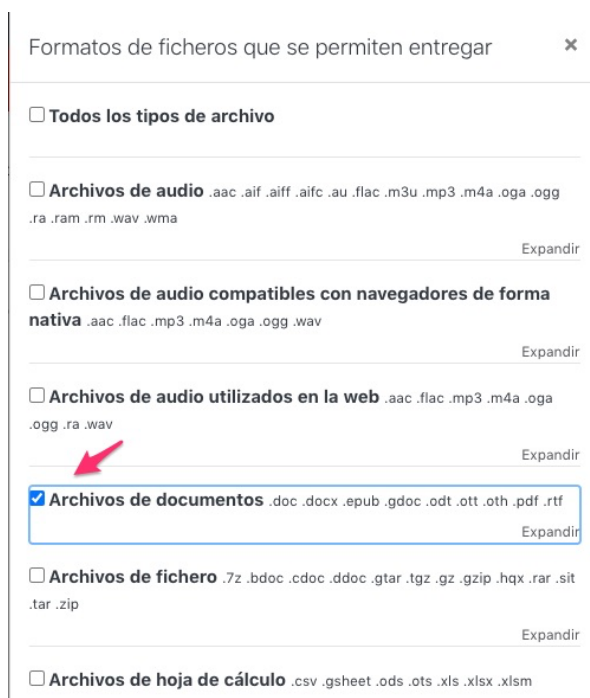 Formatos de ficheros que se permiten entregar ×
Todos los tipos de archivo
Archivos de audio .aac .aif .aiff .aifc .au .flac .m3u .mp3 .m4a .oga .ogg
.ra .ram .rm .wav .wma
Expandir
Archivos de audio compatibles con navegadores de forma
nativa .aac .flac .mp3 .m4a .oga .ogg .wav
Expandir
Archivos de audio utilizados en la web .aac .flac .mp3 .m4a .oga
.ogg .ra .wav
Expandir
Archivos de documentos .doc .docx .epub .gdoc .odt .ott .oth .pdf .rtf
Expandir
Archivos de fichero .7z .bdoc .cdoc .ddoc .gtar .tgz .gz .gzip .hqx .rar .sit
.tar .zip
Expandir
Archivos de hoja de cálculo .csv .gsheet .ods .ots .xls .xlsx .xlsm